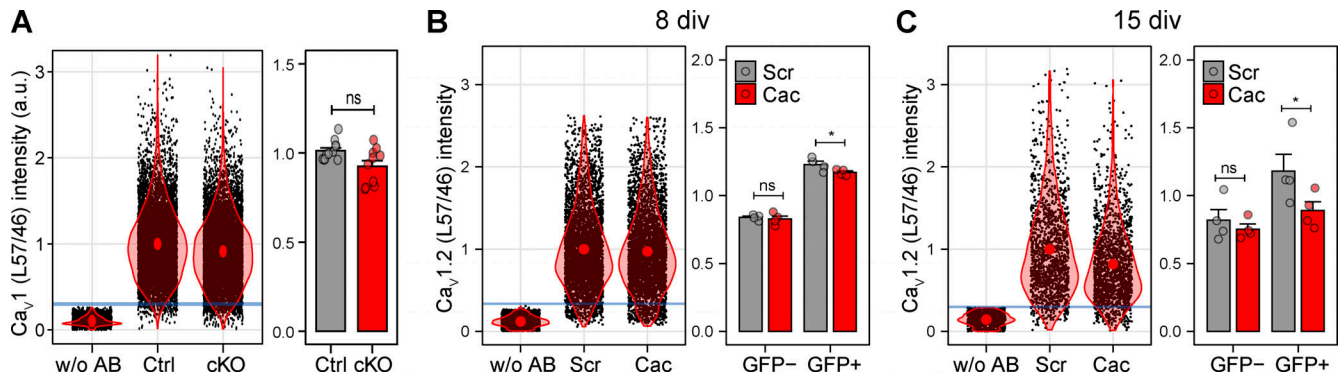 A
B
8 div
C
15 div
Ca_V1 (L57/46) intensity (a.u.)
3
2
1
0
w/o AB Ctrl cKO
1.5
1.0
0.5
0.0
ns
Ctrl cKO
Ca_V1.2 (L57/46) intensity
3
2
1
0
w/o AB Scr Cac
2.0
1.5
1.0
0.5
0.0
Scr
Cac
ns
*
GFP− GFP+
Ca_V1.2 (L57/46) intensity
3
2
1
0
w/o AB Scr Cac
2.0
1.5
1.0
0.5
0.0
Scr
Cac
ns
*
GFP− GFP+